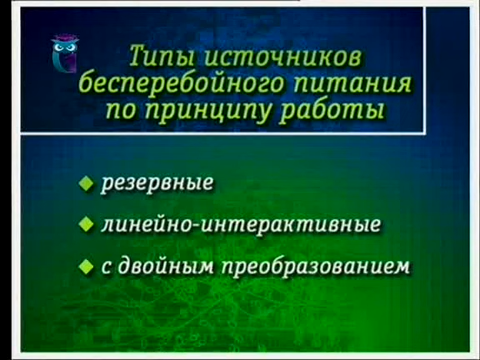 Типы источников
бесперебойного питания
по принципу работы
резервные
линейно-интерактивные
с двойным преобразованием